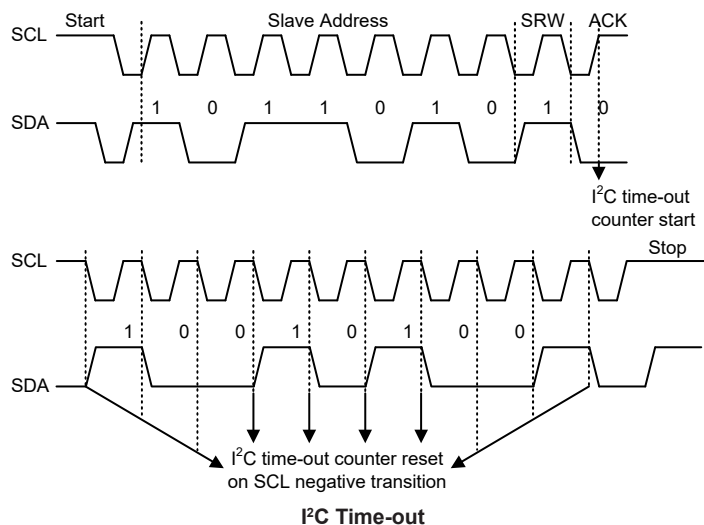 Start Slave Address SRW ACK
SCL
1 0 1 1 0 1 0 1 0
SDA
I²C time-out
counter start
Stop
SCL
1 0 0 1 0 1 0 0
SDA
I²C time-out counter reset
on SCL negative transition
I²C Time-out